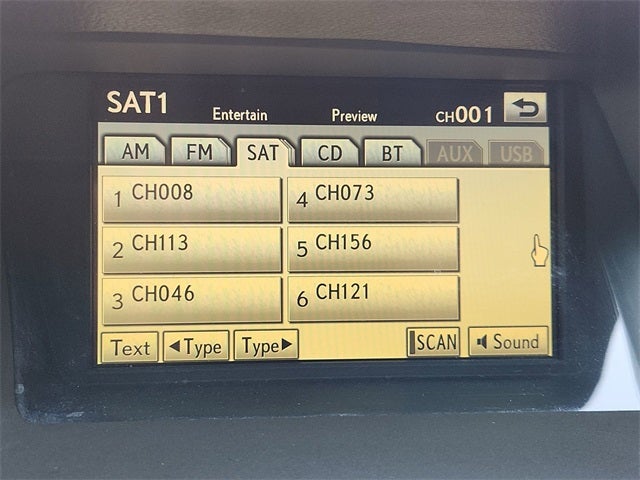 SAT1 Entertain Preview CH001
AM FM SAT CD BT AUX USB
1 CH008 4 CH073
2 CH113 5 CH156
3 CH046 6 CH121
Text ◀Type Type▶ SCAN Sound